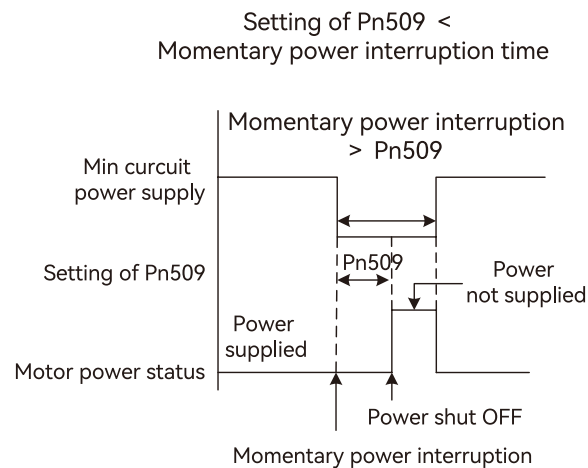 Setting of Pn509 <
Momentary power interruption time
Momentary power interruption
> Pn509
Min curcuit
power supply
Setting of Pn509
Pn509
Power
not supplied
Power
supplied
Motor power status
Power shut OFF
Momentary power interruption